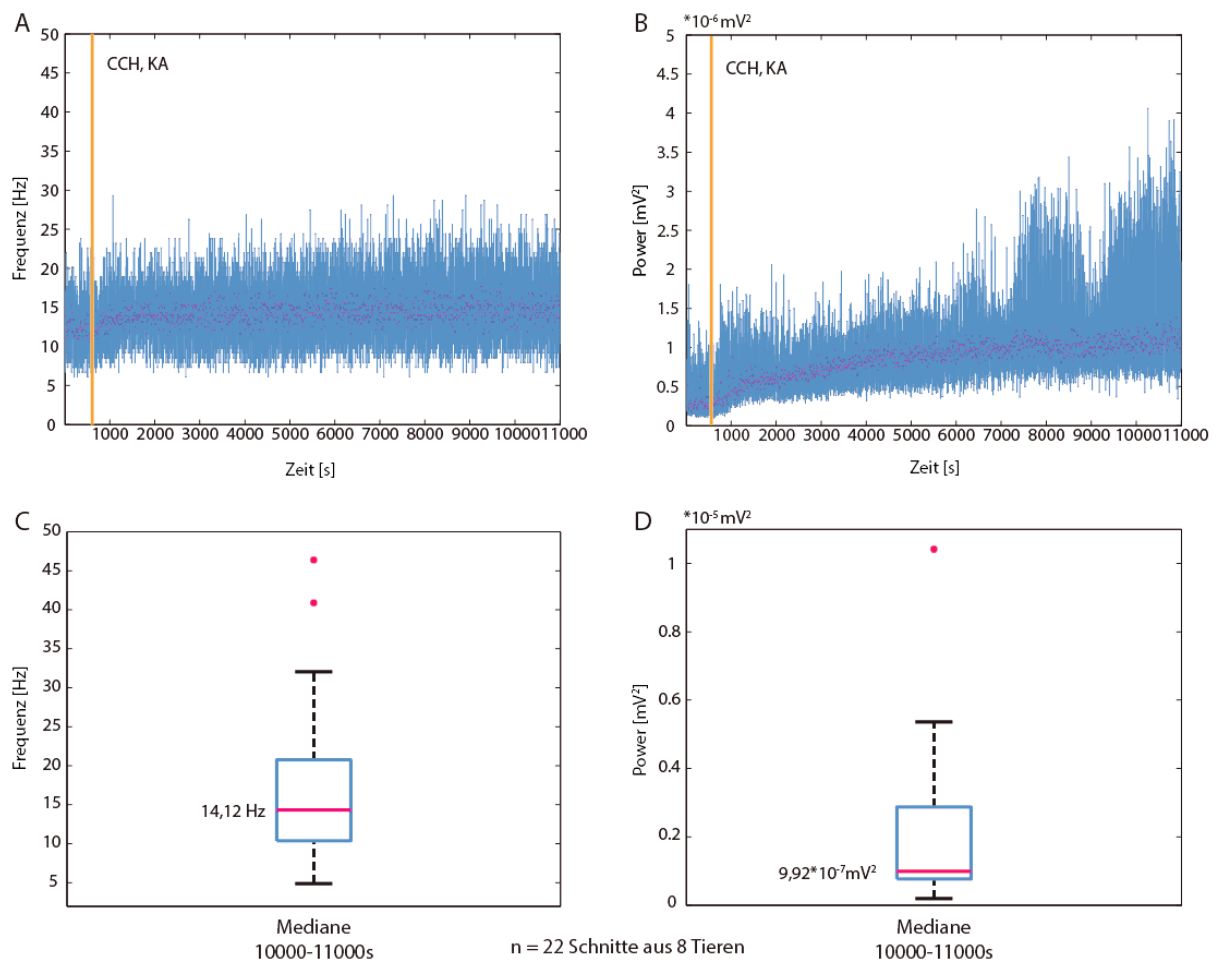 A
50
45
40
35
30
25
20
15
10
5
0
Frequenz [Hz]
CCH, KA
1000 2000 3000 4000 5000 6000 7000 8000 9000 10000 11000
Zeit [s]
B
*10⁻⁶ mV²
5
4.5
4
3.5
3
2.5
2
1.5
1
0.5
0
Power [mV²]
CCH, KA
1000 2000 3000 4000 5000 6000 7000 8000 9000 10000 11000
Zeit [s]
C
50
45
40
35
30
25
20
15
10
5
Frequenz [Hz]
14,12 Hz
Mediane
10000-11000s
D
*10⁻⁵ mV²
1
0.8
0.6
0.4
0.2
0
Power [mV²]
9,92*10⁻⁷mV²
Mediane
10000-11000s
n = 22 Schnitte aus 8 Tieren